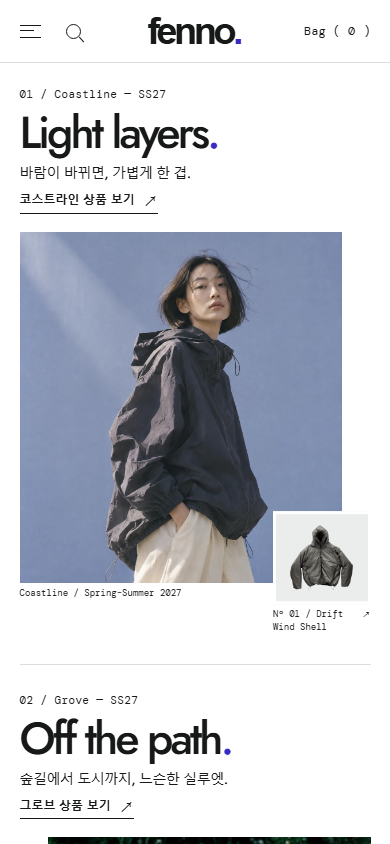 fenno.
Bag ( 0 )
01 / Coastline — SS27
Light layers.
바람이 바뀌면, 가볍게 한 겹.
코스트라인 상품 보기 ↗
Coastline / Spring–Summer 2027
Nº 01 / Drift ↗
Wind Shell
02 / Grove — SS27
Off the path.
숲길에서 도시까지, 느슨한 실루엣.
그로브 상품 보기 ↗